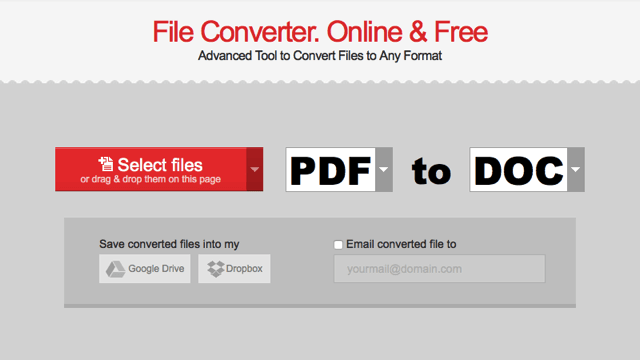 File Converter. Online & Free
Advanced Tool to Convert Files to Any Format
Select files
or drag & drop them on this page
PDF to DOC
Save converted files into my
Email converted file to
Google Drive
Dropbox
yourmail@domain.com